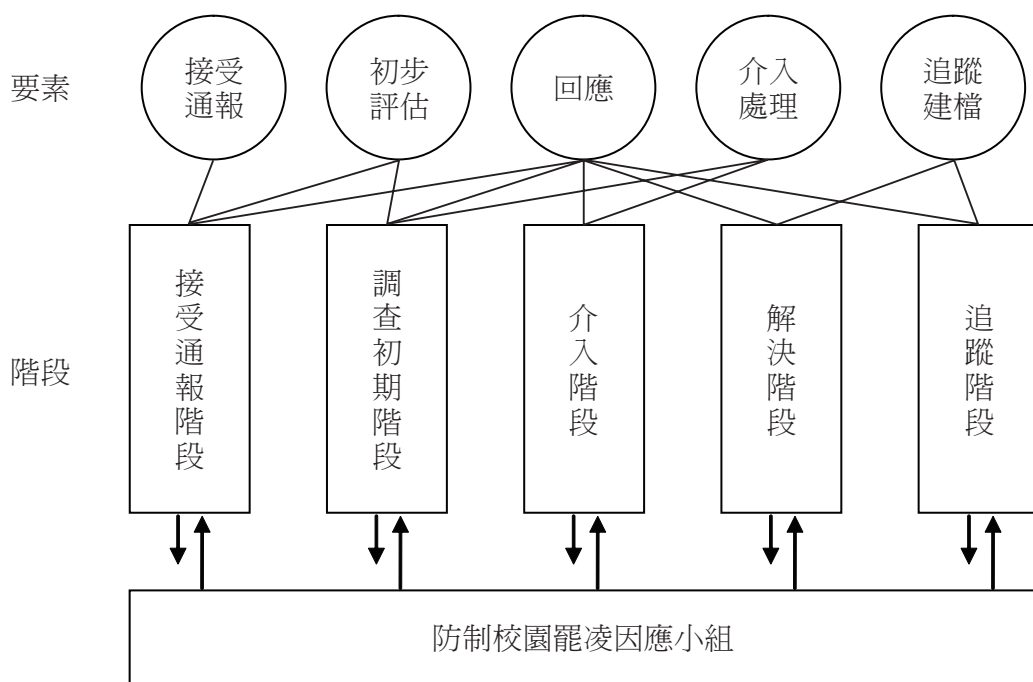 要素
接受
通報
初步
評估
回應
介入
處理
追蹤
建檔
階段
接受通報階段
調查初期階段
介入階段
解決階段
追蹤階段
防制校園罷凌因應小組